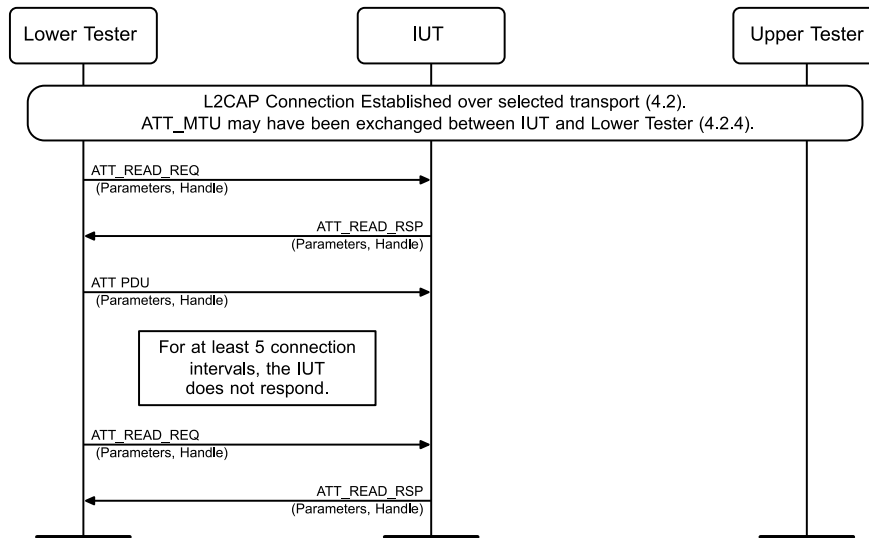 Lower Tester
IUT
Upper Tester
L2CAP Connection Established over selected transport (4.2).
ATT_MTU may have been exchanged between IUT and Lower Tester (4.2.4).
ATT_READ_REQ
(Parameters, Handle)
ATT_READ_RSP
(Parameters, Handle)
ATT PDU
(Parameters, Handle)
For at least 5 connection
intervals, the IUT
does not respond.
ATT_READ_REQ
(Parameters, Handle)
ATT_READ_RSP
(Parameters, Handle)